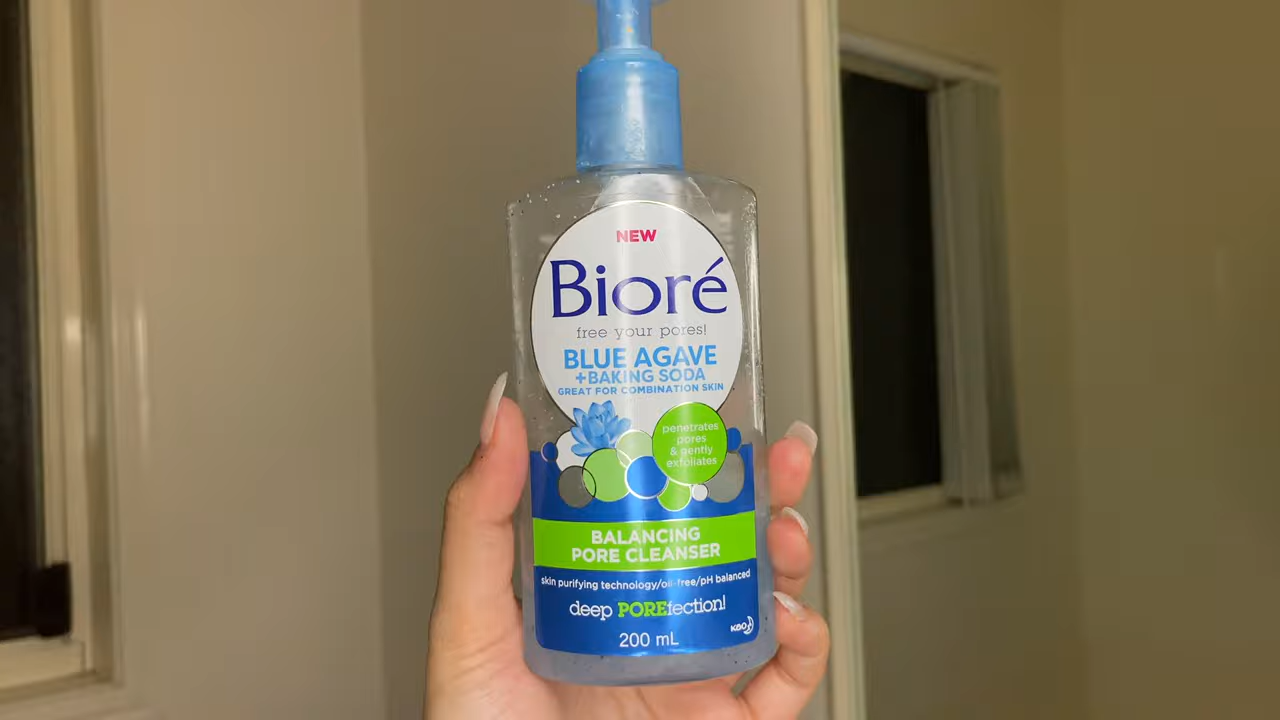 NEW
Bioré
free your pores!
BLUE AGAVE
+BAKING SODA
GREAT FOR COMBINATION SKIN
penetrates
pores
& gently
exfoliates
BALANCING
PORE CLEANSER
skin purifying technology/oil-free/pH balanced
deep POREfection!
200 mL
KAO